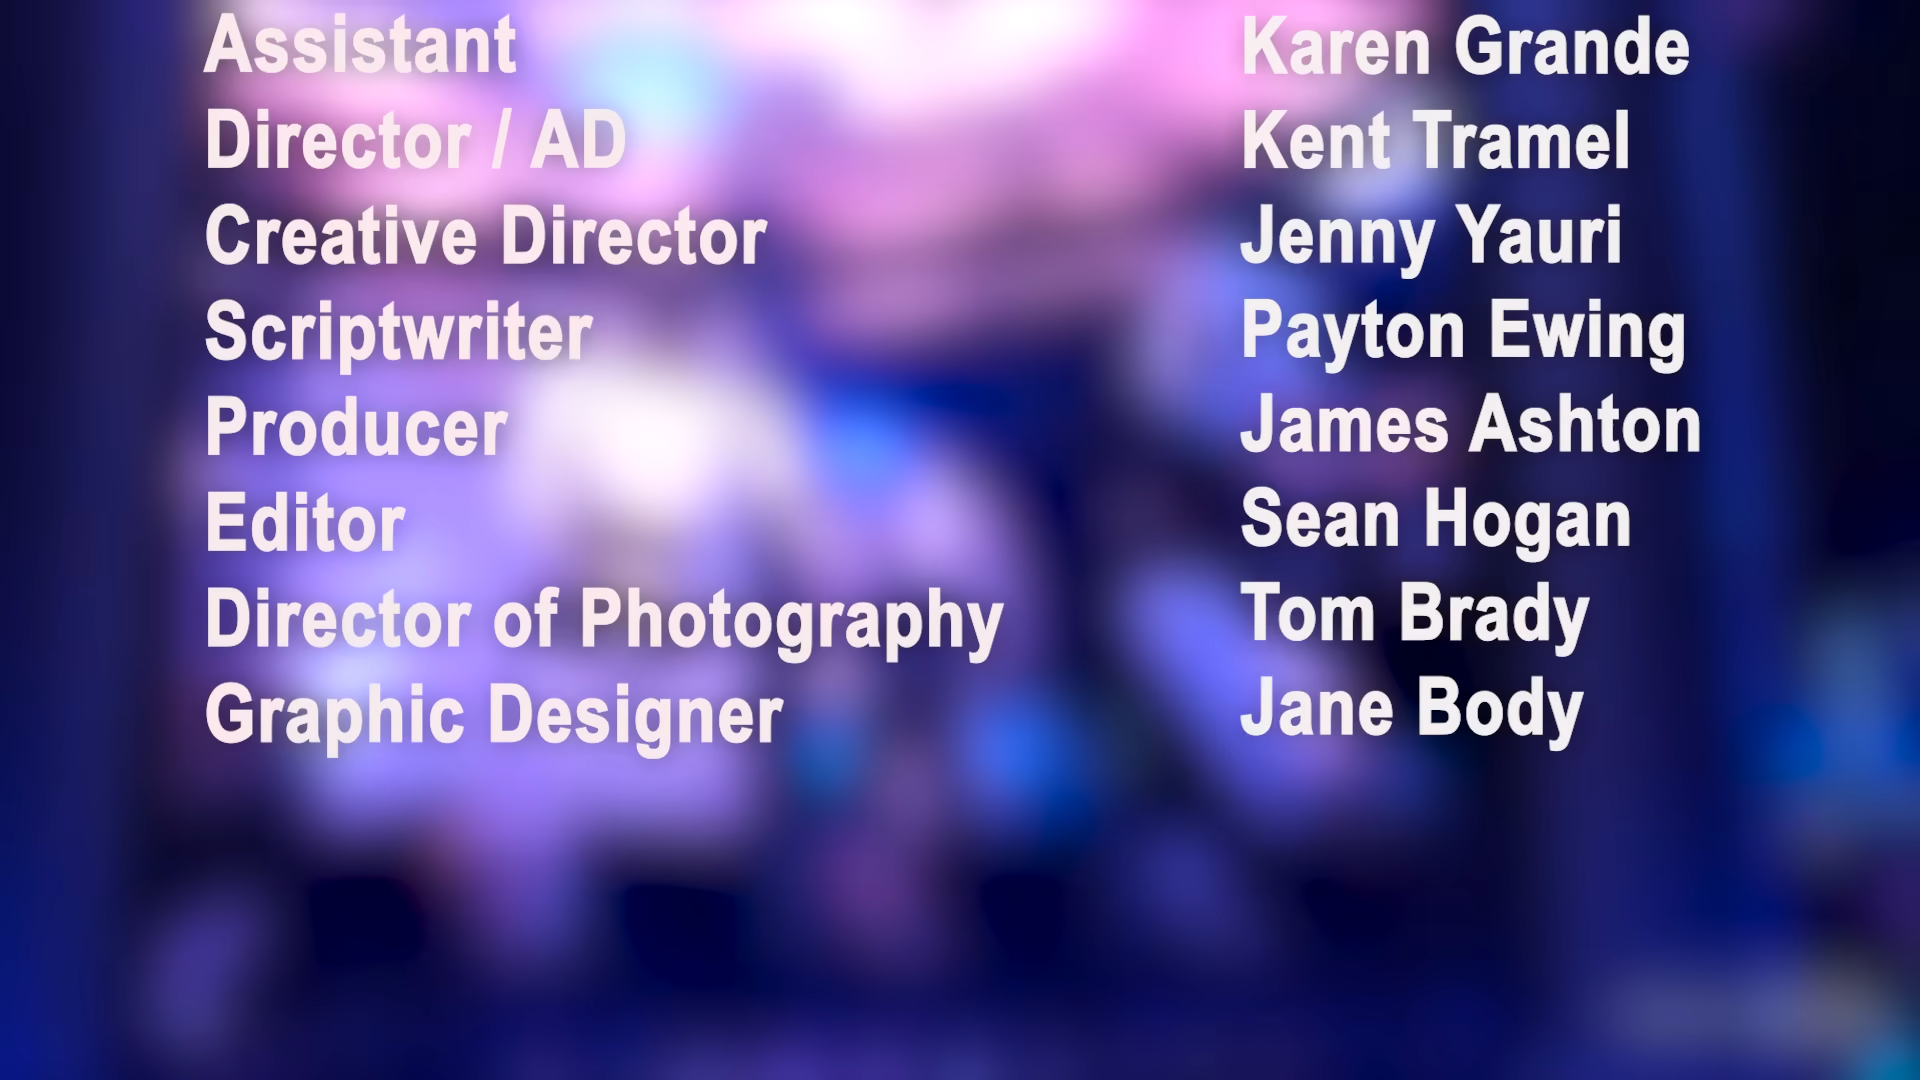 Assistant Karen Grande
Director / AD Kent Tramel
Creative Director Jenny Yauri
Scriptwriter Payton Ewing
Producer James Ashton
Editor Sean Hogan
Director of Photography Tom Brady
Graphic Designer Jane Body